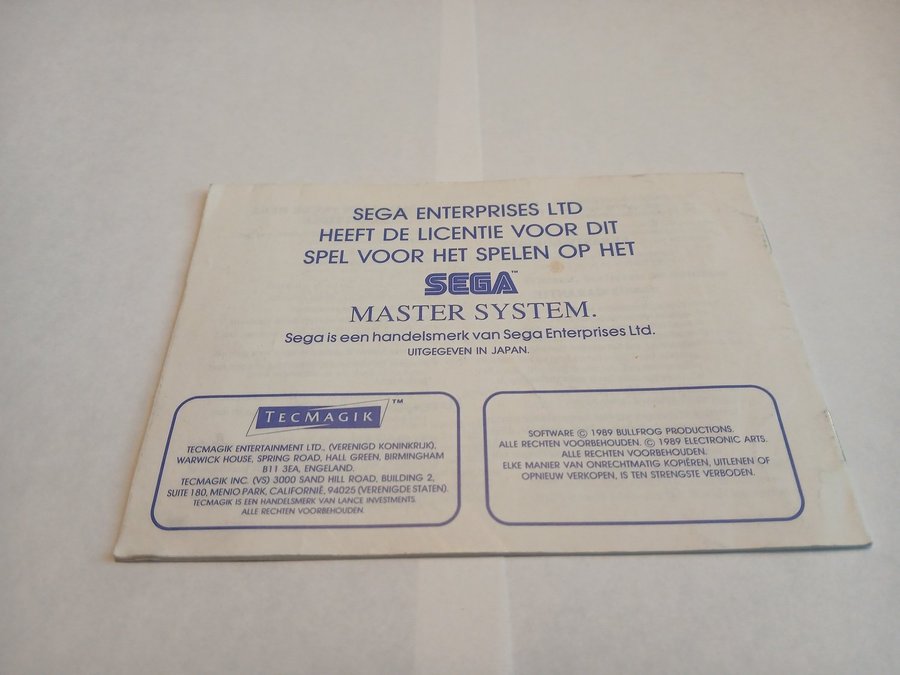 SEGA ENTERPRISES LTD
HEEFT DE LICENTIE VOOR DIT
SPEL VOOR HET SPELEN OP HET
SEGA™
MASTER SYSTEM.
Sega is een handelsmerk van Sega Enterprises Ltd.
UITGEGEVEN IN JAPAN.
TECMAGIK™
TECMAGIK ENTERTAINMENT LTD., (VERENIGD KONINKRIJK),
WARWICK HOUSE, SPRING ROAD, HALL GREEN, BIRMINGHAM
B11 3EA, ENGELAND.
TECMAGIK INC. (VS) 3000 SAND HILL ROAD, BUILDING 2,
SUITE 180, MENIO PARK, CALIFORNIË, 94025 (VERENIGDE STATEN).
TECMAGIK IS EEN HANDELSMERK VAN LANCE INVESTMENTS.
ALLE RECHTEN VOORBEHOUDEN.
SOFTWARE © 1989 BULLFROG PRODUCTIONS.
ALLE RECHTEN VOORBEHOUDEN. © 1989 ELECTRONIC ARTS.
ALLE RECHTEN VOORBEHOUDEN.
ELKE MANIER VAN ONRECHTMATIG KOPIËREN, UITLENEN OF
OPNIEUW VERKOPEN, IS TEN STRENGSTE VERBODEN.